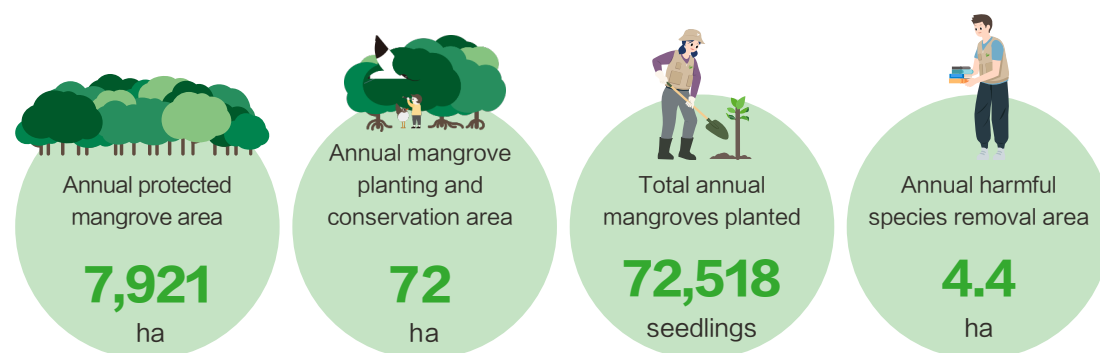 Annual protected
mangrove area
7,921
ha
Annual mangrove
planting and
conservation area
72
ha
Total annual
mangroves planted
72,518
seedlings
Annual harmful
species removal area
4.4
ha